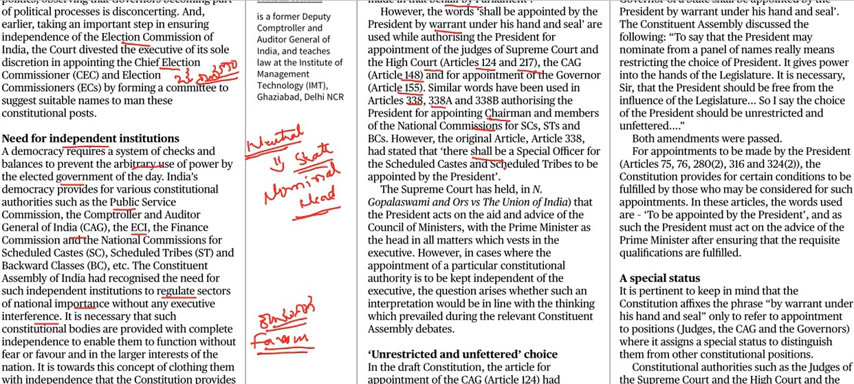 of political processes is disconcerting. And,
earlier, taking an important step in ensuring
independence of the Election Commission of
India, the Court divested the executive of its sole
discretion in appointing the Chief Election
Commissioner (CEC) and Election
Commissioners (ECs) by forming a committee to
suggest suitable names to man these
constitutional posts.
Need for independent institutions
A democracy requires a system of checks and
balances to prevent the arbitrary use of power by
the elected government of the day. India's
democracy provides for various constitutional
authorities such as the Public Service
Commission, the Comptroller and Auditor
General of India (CAG), the ECI, the Finance
Commission and the National Commissions for
Scheduled Castes (SC), Scheduled Tribes (ST) and
Backward Classes (BC), etc. The Constituent
Assembly of India had recognised the need for
such independent institutions to regulate sectors
of national importance without any executive
interference. It is necessary that such
constitutional bodies are provided with complete
independence to enable them to function without
fear or favour and in the larger interests of the
nation. It is towards this concept of clothing them
with independence that the Constitution provides
is a former Deputy
Comptroller and
Auditor General of
India, and teaches
law at the Institute of
Management
Technology (IMT),
Ghaziabad, Delhi NCR
Neutral
State
Nominal
Head
Favour
made in that behalf by Parliament'.
However, the words 'shall be appointed by the
President by warrant under his hand and seal' are
used while authorising the President for
appointment of the judges of Supreme Court and
the High Court (Articles 124 and 217), the CAG
(Article 148) and for appointment of the Governor
(Article 155). Similar words have been used in
Articles 338, 338A and 338B authorising the
President for appointing Chairman and members
of the National Commissions for SCs, STs and
BCs. However, the original Article, Article 338,
had stated that 'there shall be a Special Officer for
the Scheduled Castes and Scheduled Tribes to be
appointed by the President'.
The Supreme Court has held, in N.
Gopalaswami and Ors vs The Union of India) that
the President acts on the aid and advice of the
Council of Ministers, with the Prime Minister as
the head in all matters which vests in the
executive. However, in cases where the
appointment of a particular constitutional
authority is to be kept independent of the
executive, the question arises whether such an
interpretation would be in line with the thinking
which prevailed during the relevant Constituent
Assembly debates.
'Unrestricted and unfettered' choice
In the draft Constitution, the article for
appointment of the CAG (Article 124) had
President by warrant under his hand and seal'.
The Constituent Assembly discussed the
following: "To say that the President may
nominate from a panel of names really means
restricting the choice of President. It gives power
into the hands of the Legislature. It is necessary,
Sir, that the President should be free from the
influence of the Legislature... So I say the choice
of the President should be unrestricted and
unfettered...."
Both amendments were passed.
For appointments to be made by the President
(Articles 75, 76, 280(2), 316 and 324(2)), the
Constitution provides for certain conditions to be
fulfilled by those who may be considered for such
appointments. In these articles, the words used
are - 'To be appointed by the President', and as
such the President must act on the advice of the
Prime Minister after ensuring that the requisite
qualifications are fulfilled.
A special status
It is pertinent to keep in mind that the
Constitution affixes the phrase "by warrant under
his hand and seal" only to refer to appointment
to positions (Judges, the CAG and the Governors)
where it assigns a special status to distinguish
them from other constitutional positions.
Constitutional authorities such as the Judges of
the Supreme Court and the High Court and the